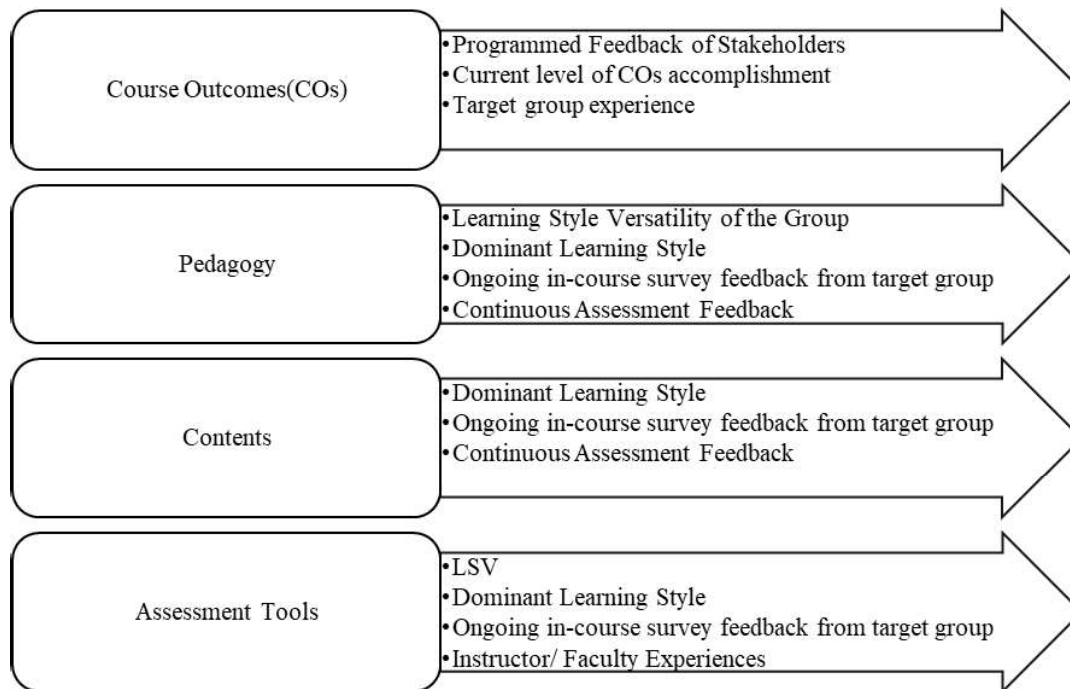 Course Outcomes(COs)
•Programmed Feedback of Stakeholders
•Current level of COs accomplishment
•Target group experience
Pedagogy
•Learning Style Versatility of the Group
•Dominant Learning Style
•Ongoing in-course survey feedback from target group
•Continuous Assessment Feedback
Contents
•Dominant Learning Style
•Ongoing in-course survey feedback from target group
•Continuous Assessment Feedback
Assessment Tools
•LSV
•Dominant Learning Style
•Ongoing in-course survey feedback from target group
•Instructor/ Faculty Experiences